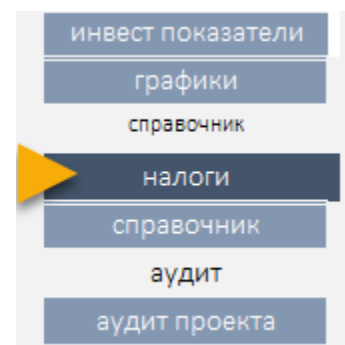 инвест показатели
графики
справочник
налоги
справочник
аудит
аудит проекта